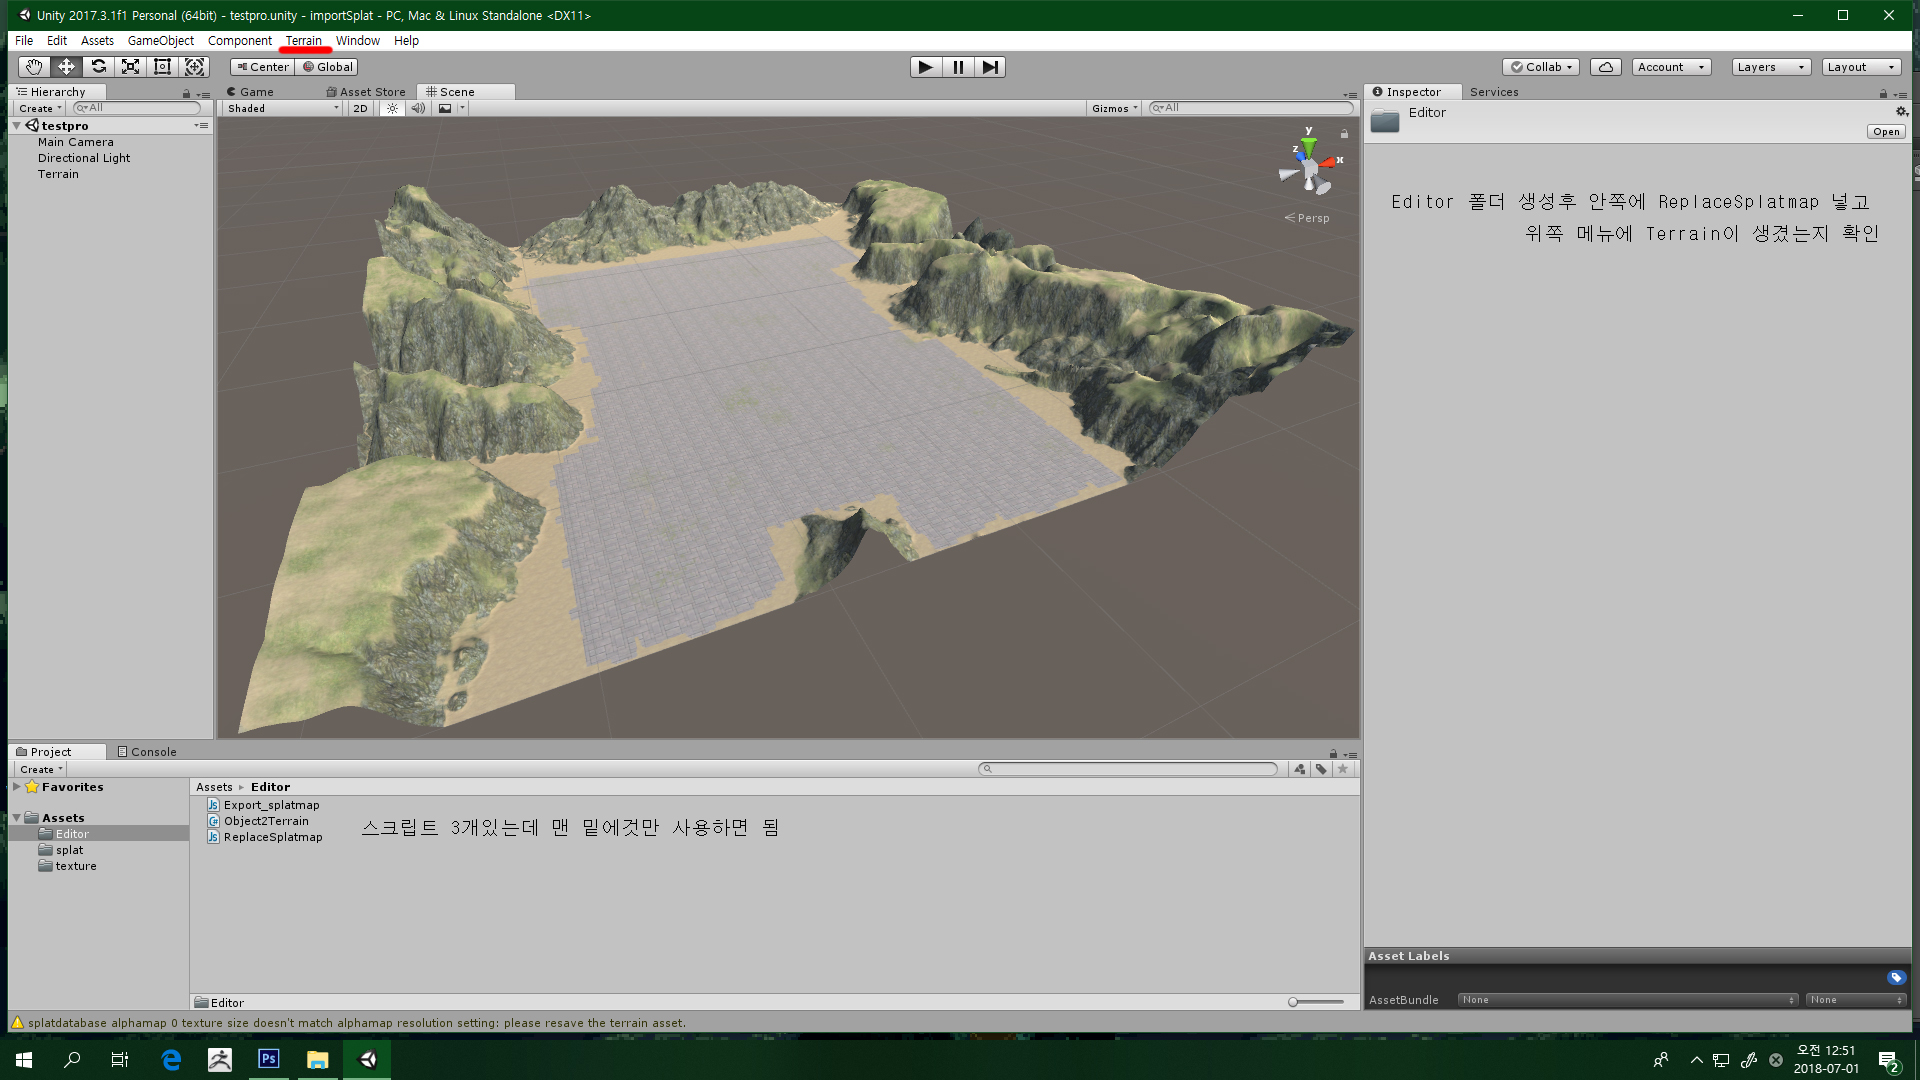 Unity 2017.3.1f1 Personal (64bit) - testpro.unity - importSplat - PC, Mac & Linux Standalone <DX11>
File Edit Assets GameObject Component Terrain Window Help
Center Global Collab Account Layers Layout
Hierarchy
Create All
testpro
Main Camera
Directional Light
Terrain
Game Asset Store Scene
Shaded 2D Gizmos All
y
z
x
Persp
Inspector Services
Editor
Open
Editor 폴더 생성후 안쪽에 ReplaceSplatmap 넣고
위쪽 메뉴에 Terrain이 생겼는지 확인
Project Console
Create
Favorites
Assets
Editor
splat
texture
Assets Editor
Export_splatmap
Object2Terrain
ReplaceSplatmap
스크립트 3개있는데 맨 밑에것만 사용하면 됨
Editor
Asset Labels
AssetBundle None None
splatdatabase alphamap 0 texture size doesn't match alphamap resolution setting: please resave the terrain asset.
Ps
오전 12:51
2018-07-01
2